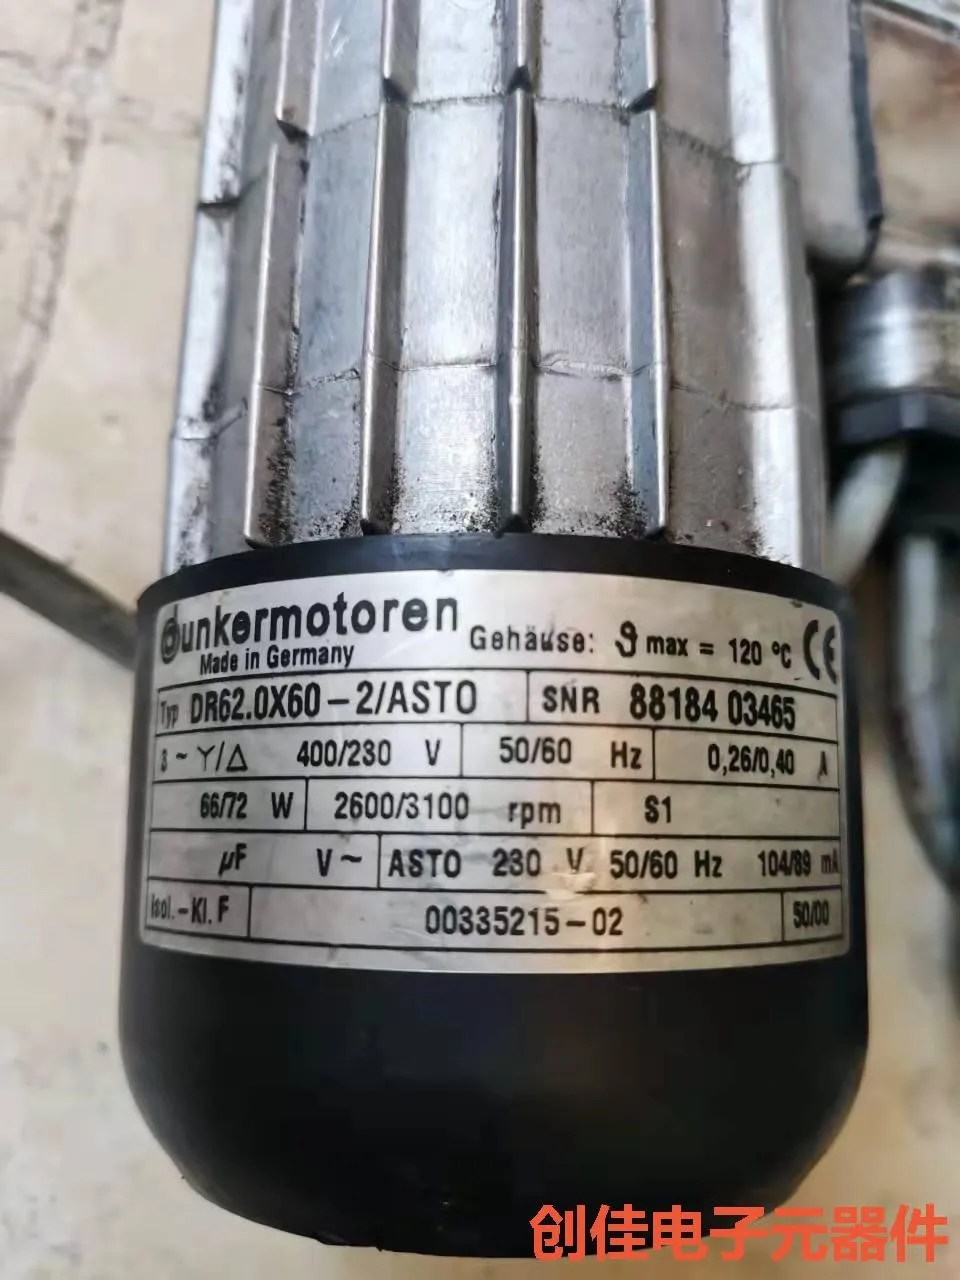 dunkermotoren
Made in Germany
Gehäuse: ϑ max = 120 °C CE
Typ DR62.0X60-2/ASTO SNR 88184 03465
3 ~ Y/△ 400/230 V 50/60 Hz 0,26/0,40 A
66/72 W 2600/3100 rpm S1
µF V~ ASTO 230 V 50/60 Hz 104/89 mA
Isol.-Kl. F 00335215-02 50/00
创佳电子元器件